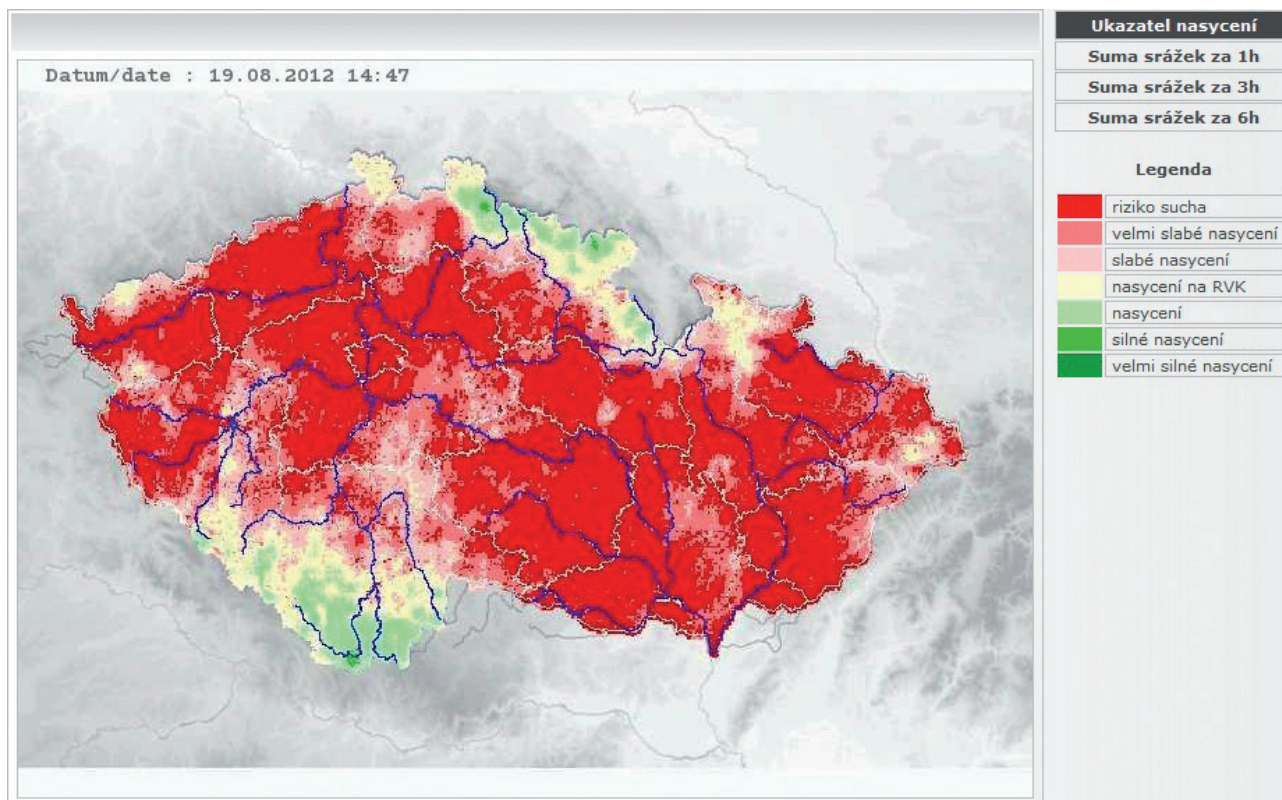 Datum/date : 19.08.2012 14:47
Ukazatel nasycení
Suma srážek za 1h
Suma srážek za 3h
Suma srážek za 6h
Legenda
riziko sucha
velmi slabé nasycení
slabé nasycení
nasycení na RVK
nasycení
silné nasycení
velmi silné nasycení